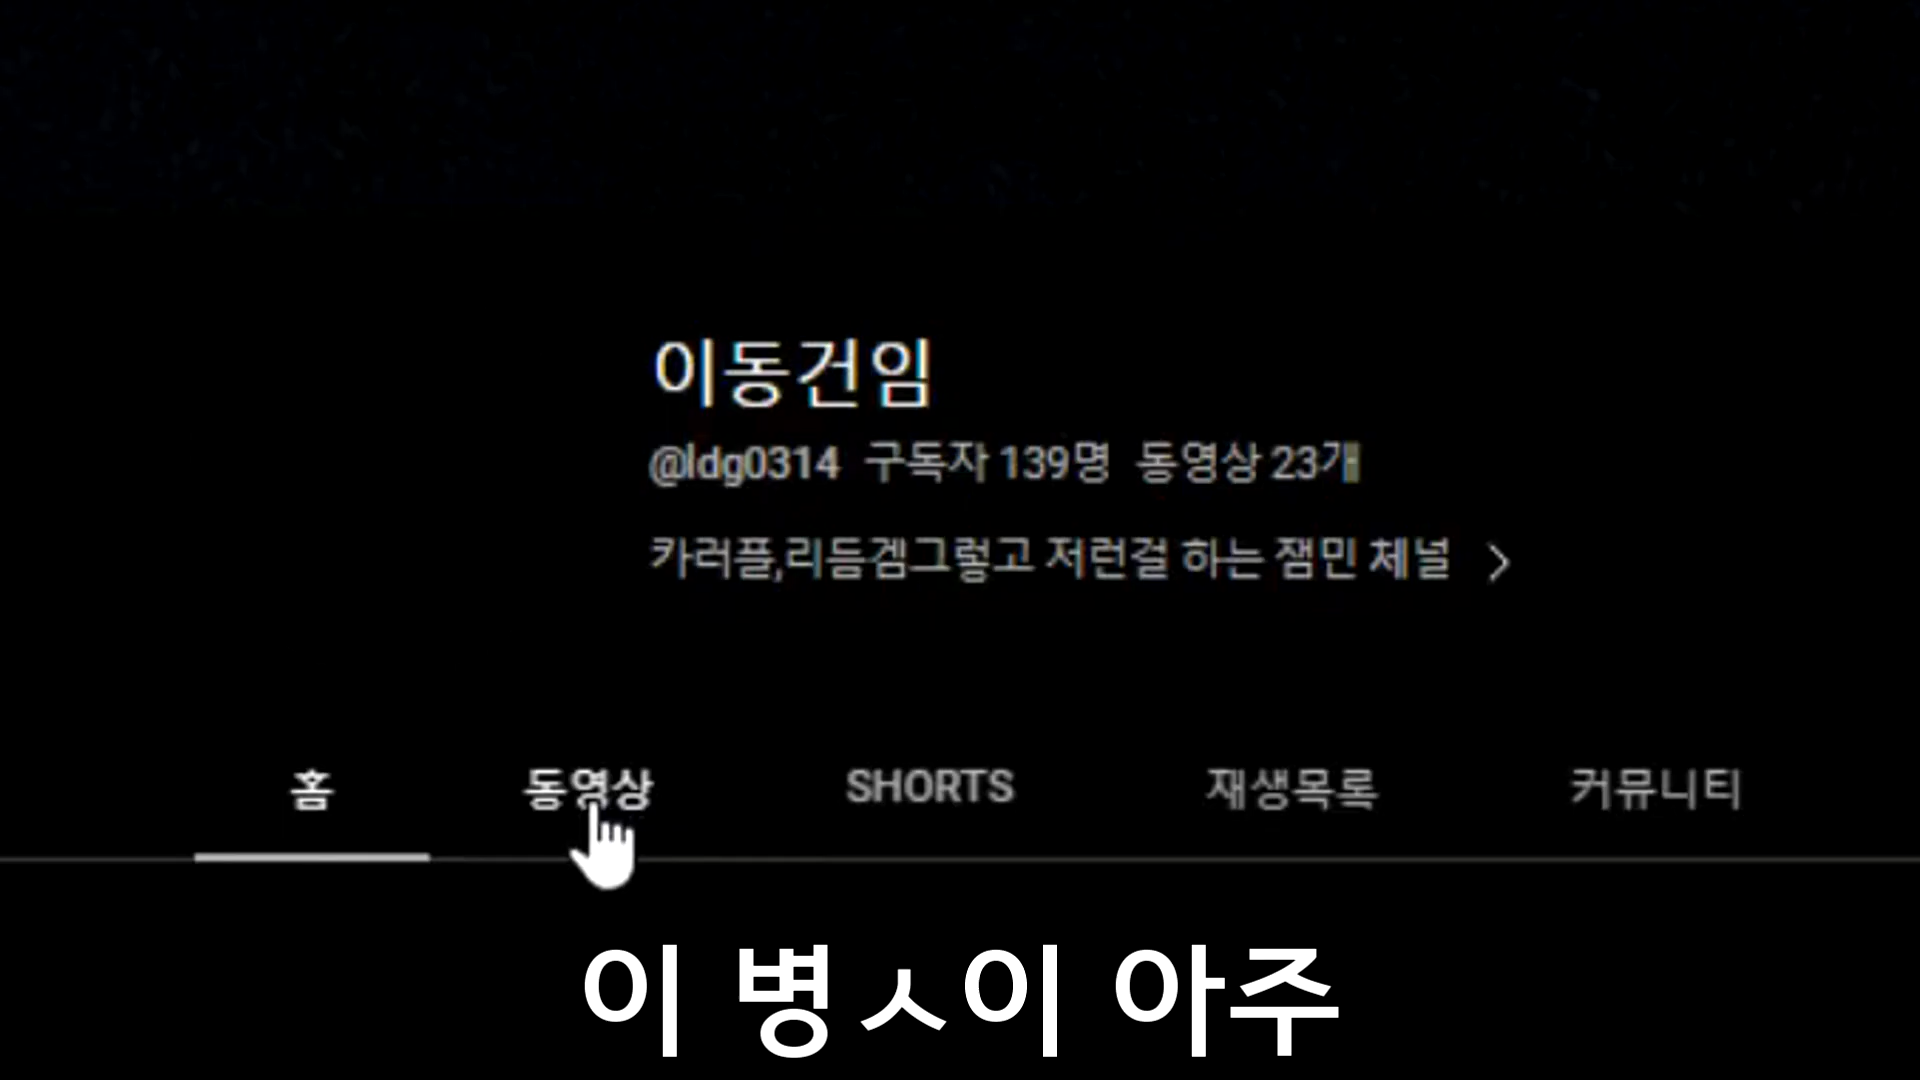 이동건임
@ldg0314 구독자 139명 동영상 23개
카러플,리듬겜그렇고 저런걸 하는 잼민 체널
홈 동영상 SHORTS 재생목록 커뮤니티
이 병ㅅ이 아주